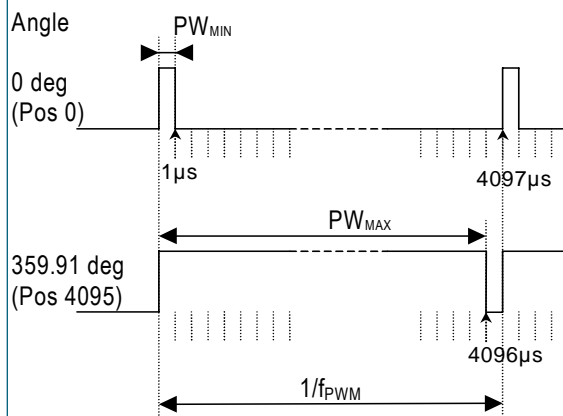 Angle
PWMIN
0 deg
(Pos 0)
1µs
4097µs
PWMAX
359.91 deg
(Pos 4095)
4096µs
1/fPWM